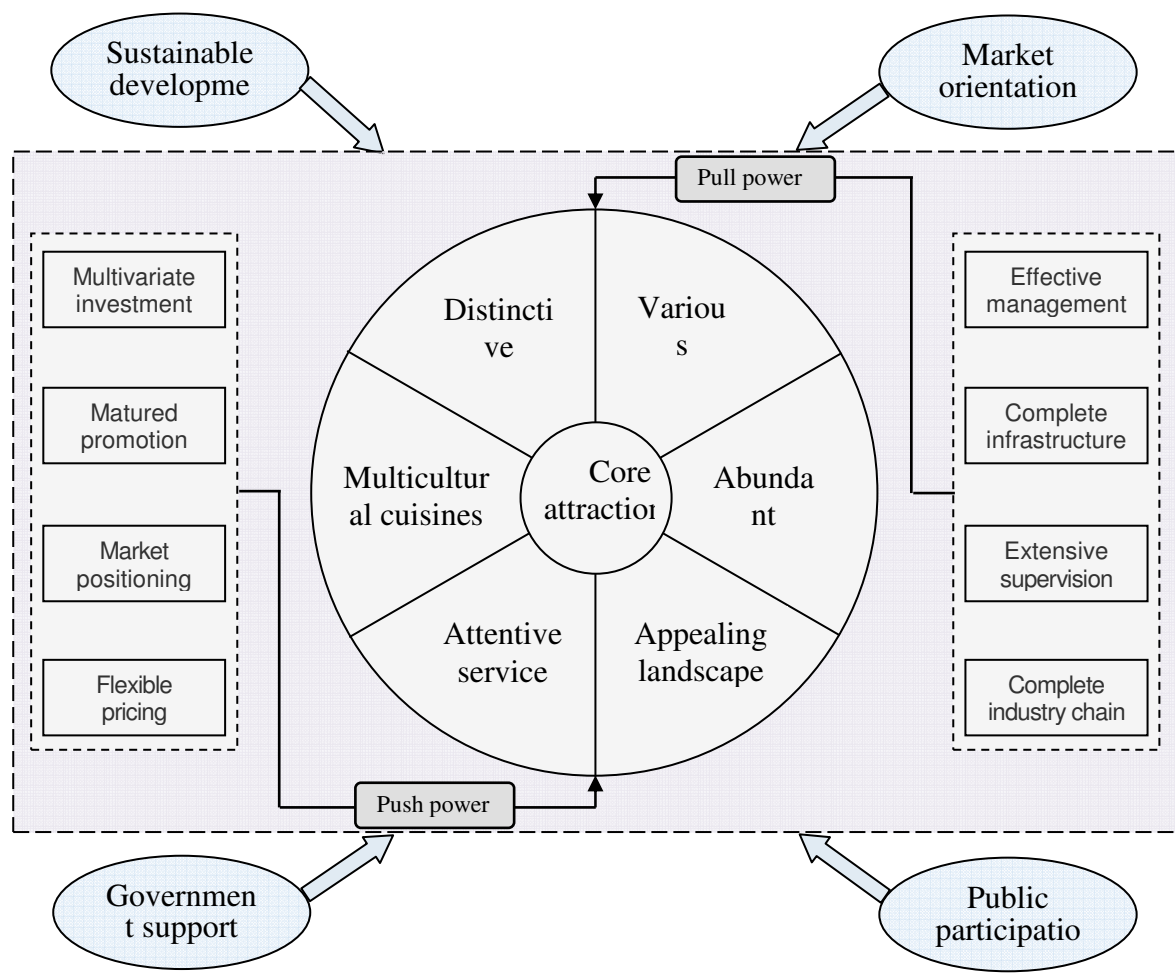 Sustainable
developme
Market
orientation
Pull power
Multivariate
investment
Matured
promotion
Market
positioning
Flexible
pricing
Distincti
ve
Variou
s
Multicultur
al cuisines
Core
attraction
Abunda
nt
Attentive
service
Appealing
landscape
Effective
management
Complete
infrastructure
Extensive
supervision
Complete
industry chain
Push power
Governmen
t support
Public
participatio